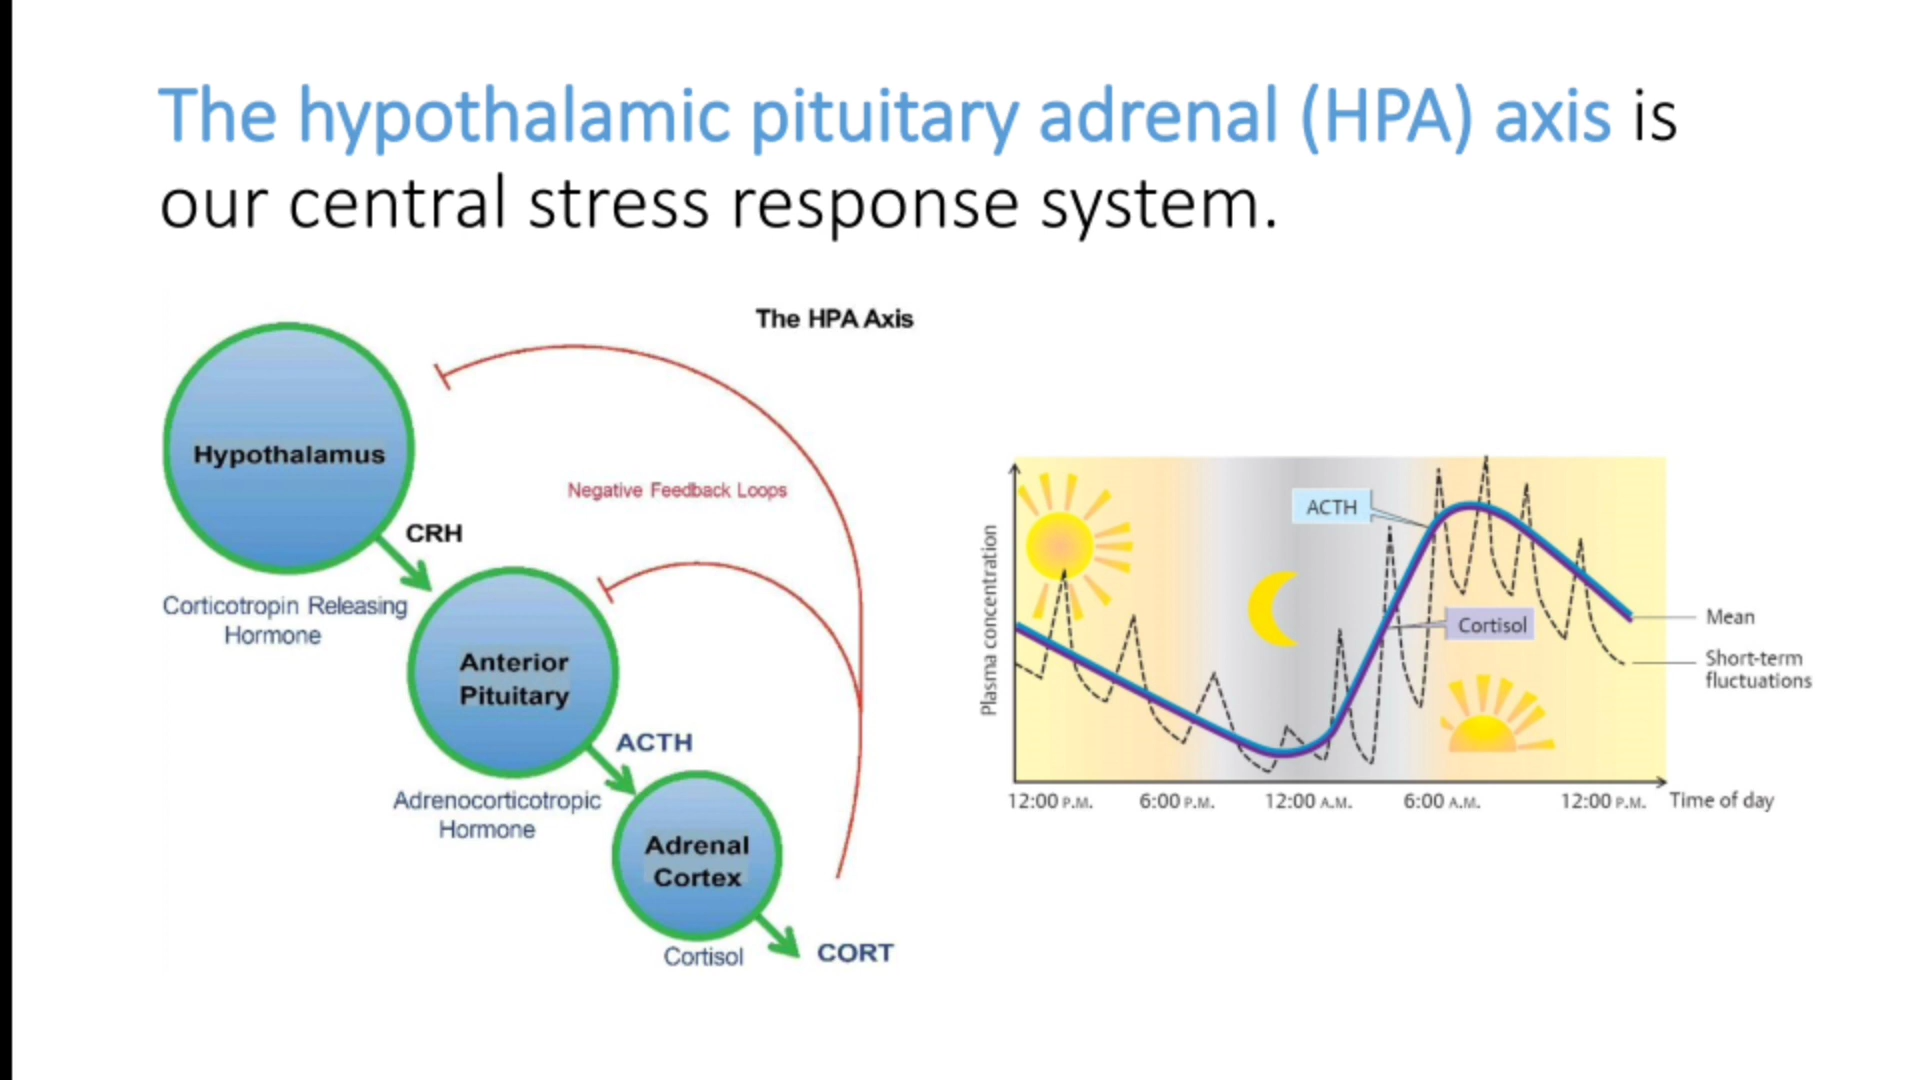 The hypothalamic pituitary adrenal (HPA) axis is
our central stress response system.
The HPA Axis
Hypothalamus
Negative Feedback Loops
CRH
Corticotropin Releasing
Hormone
Anterior
Pituitary
ACTH
Adrenocorticotropic
Hormone
Adrenal
Cortex
Cortisol
CORT
Plasma concentration
ACTH
Cortisol
Mean
Short-term
fluctuations
12:00 P.M. 6:00 P.M. 12:00 A.M. 6:00 A.M. 12:00 P.M. Time of day